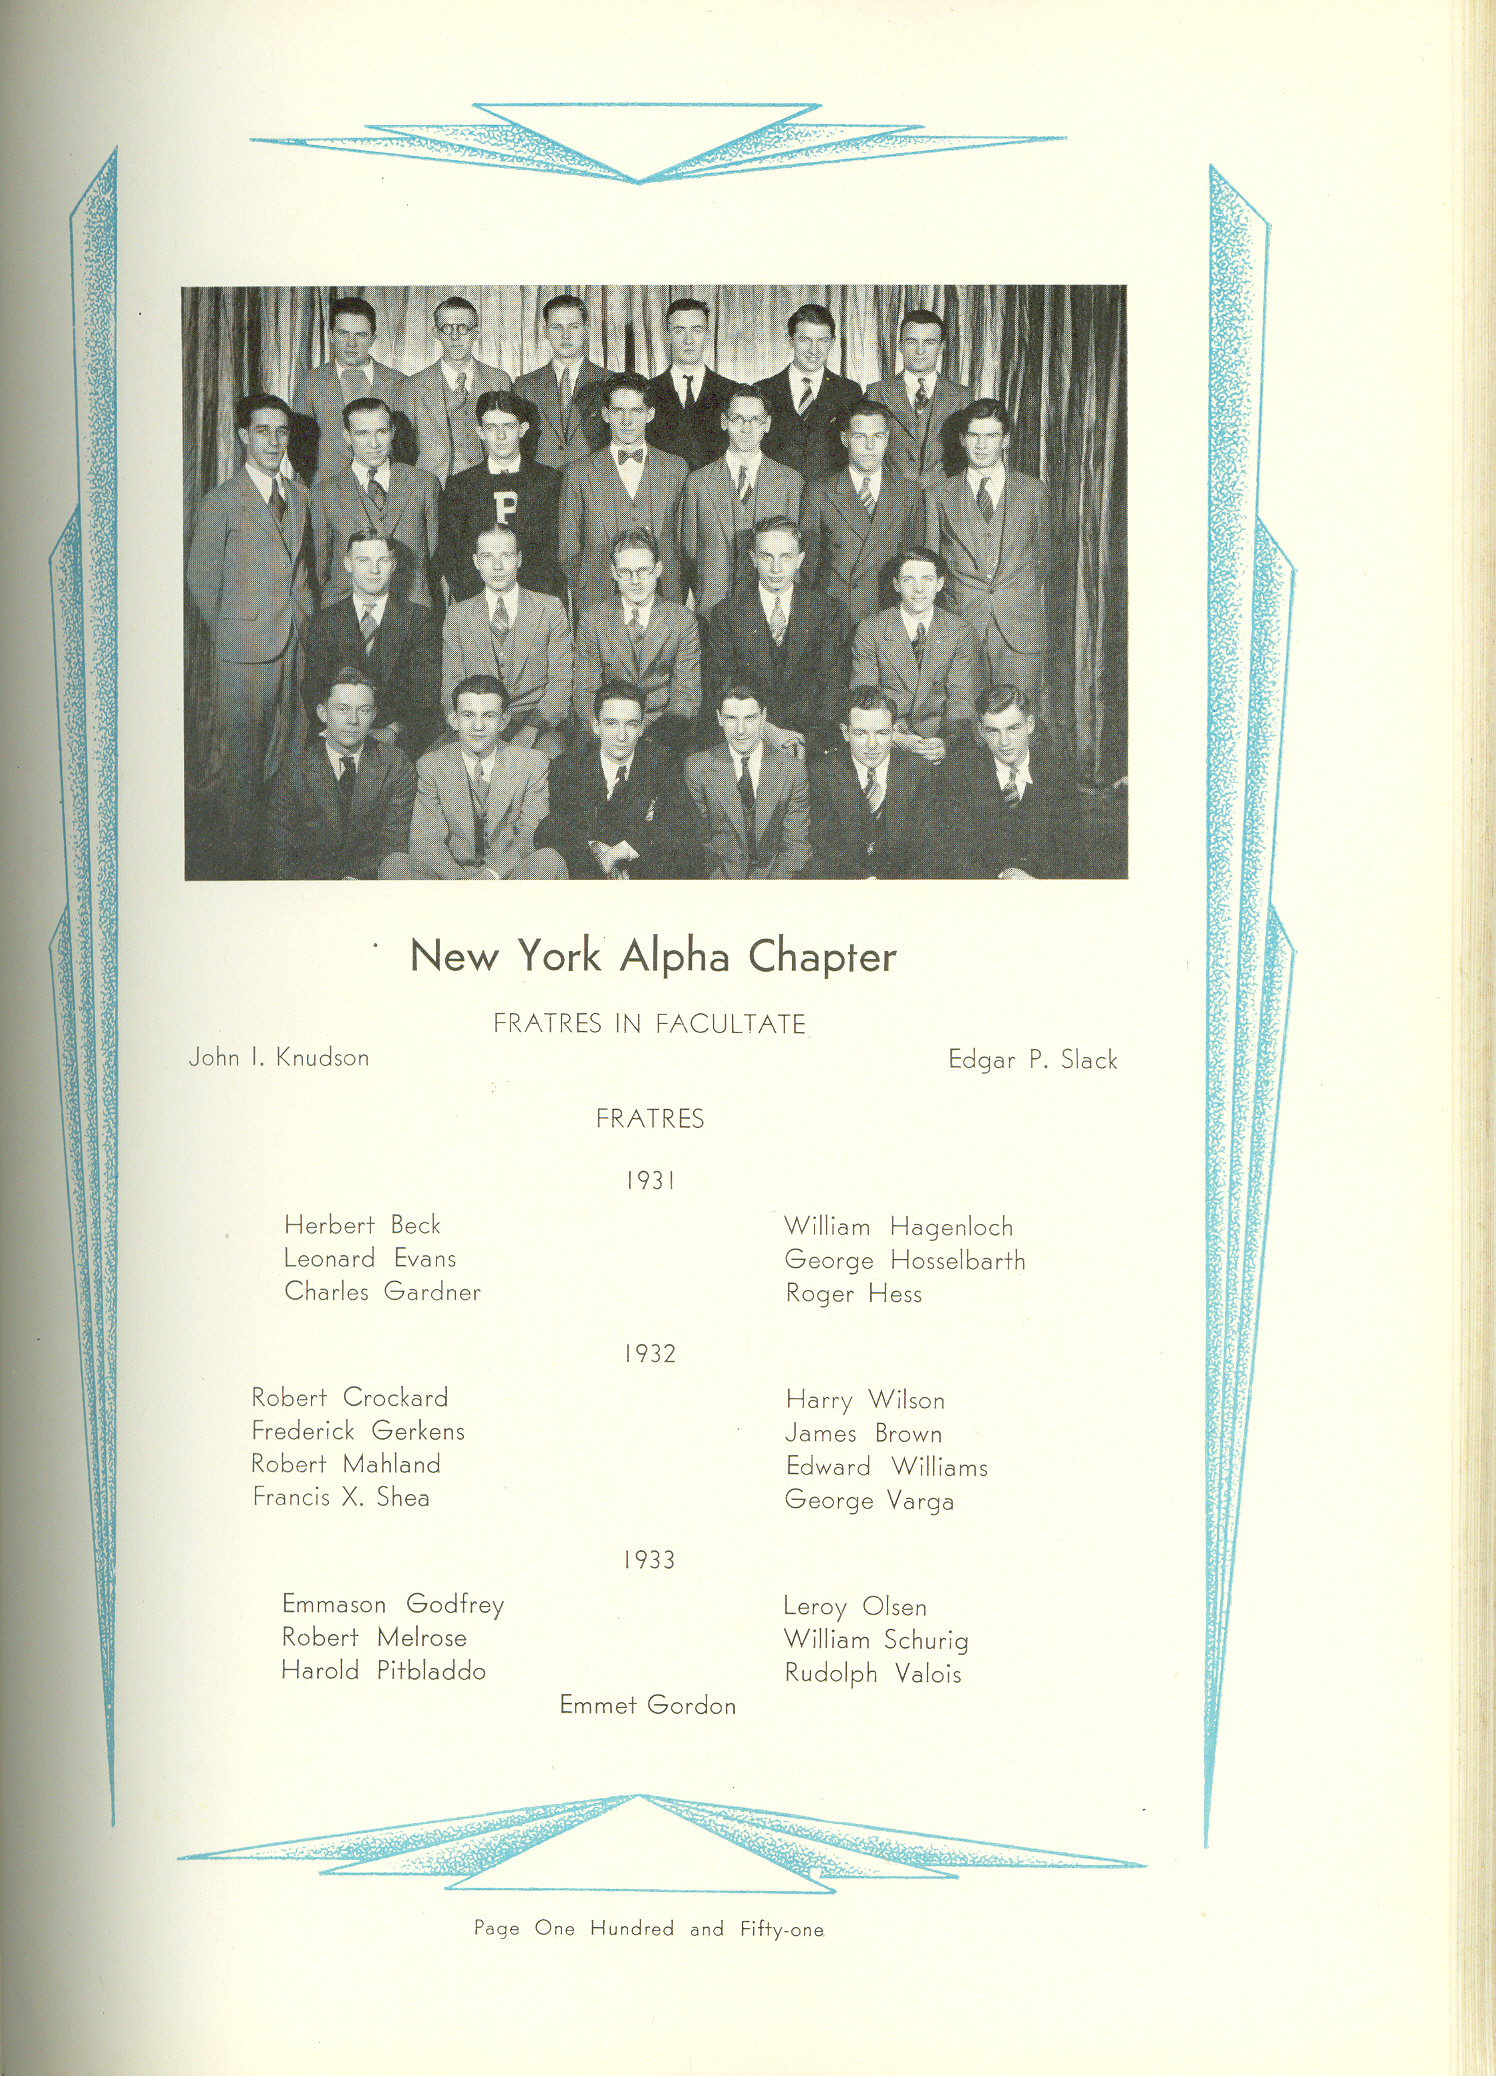 P
New York Alpha Chapter
FRATRES IN FACULTATE
John I. Knudson Edgar P. Slack
FRATRES
1931
Herbert Beck William Hagenloch
Leonard Evans George Hosselbarth
Charles Gardner Roger Hess
1932
Robert Crockard Harry Wilson
Frederick Gerkens James Brown
Robert Mahland Edward Williams
Francis X. Shea George Varga
1933
Emmason Godfrey Leroy Olsen
Robert Melrose William Schurig
Harold Pitbladdo Rudolph Valois
Emmet Gordon
Page One Hundred and Fifty-one